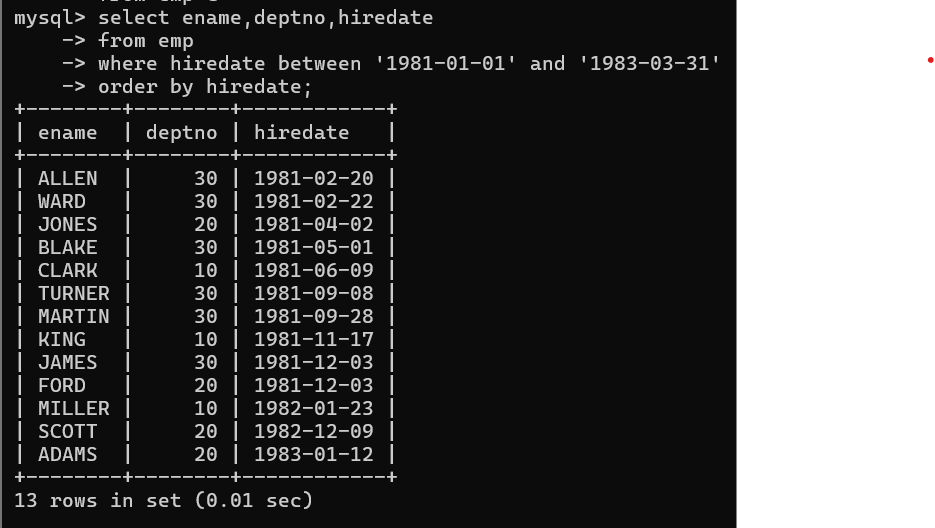 mysql> select ename,deptno,hiredate
    -> from emp
    -> where hiredate between '1981-01-01' and '1983-03-31'
    -> order by hiredate;
+--------+--------+------------+
| ename  | deptno | hiredate   |
+--------+--------+------------+
| ALLEN  |     30 | 1981-02-20 |
| WARD   |     30 | 1981-02-22 |
| JONES  |     20 | 1981-04-02 |
| BLAKE  |     30 | 1981-05-01 |
| CLARK  |     10 | 1981-06-09 |
| TURNER |     30 | 1981-09-08 |
| MARTIN |     30 | 1981-09-28 |
| KING   |     10 | 1981-11-17 |
| JAMES  |     30 | 1981-12-03 |
| FORD   |     20 | 1981-12-03 |
| MILLER |     10 | 1982-01-23 |
| SCOTT  |     20 | 1982-12-09 |
| ADAMS  |     20 | 1983-01-12 |
+--------+--------+------------+
13 rows in set (0.01 sec)